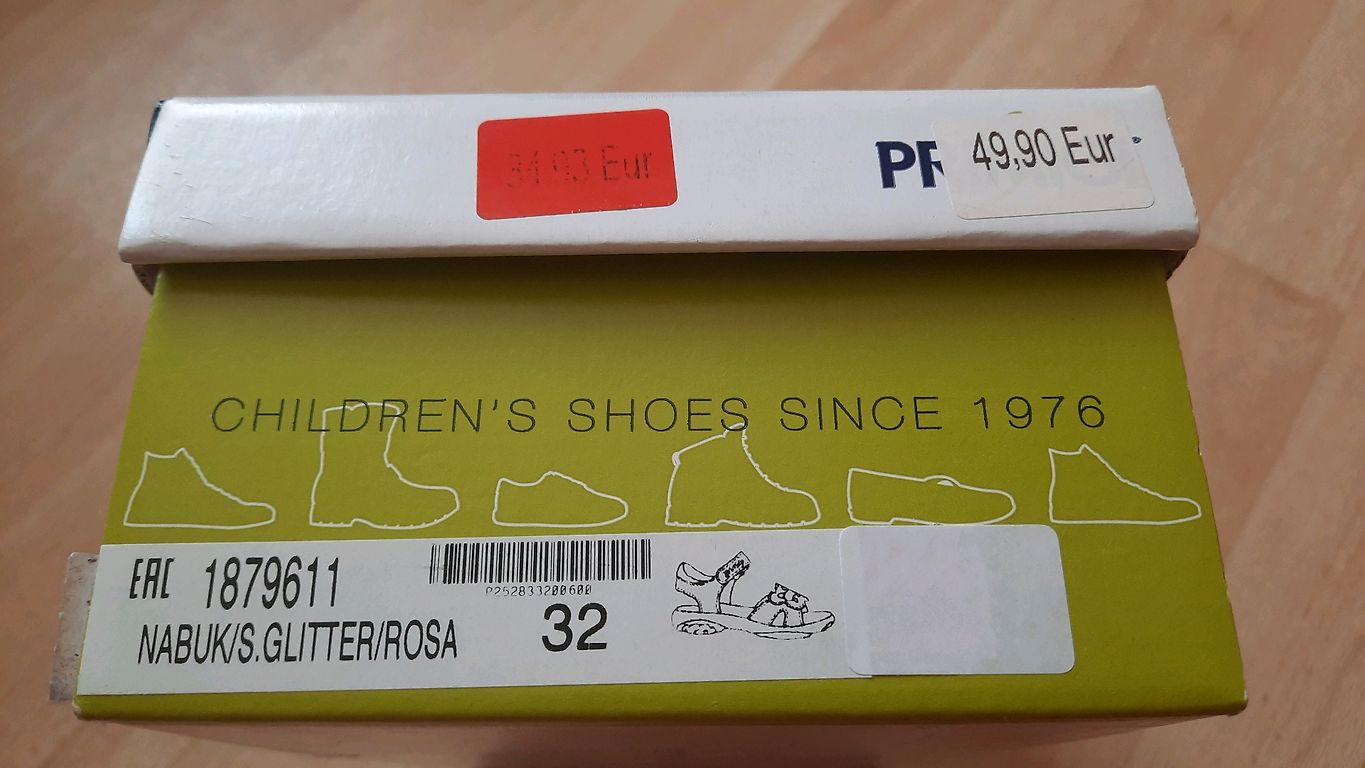 34,93 Eur
PR
49,90 Eur
CHILDREN'S SHOES SINCE 1976
EAC 1879611
P252833200600
NABUK/S.GLITTER/ROSA
32